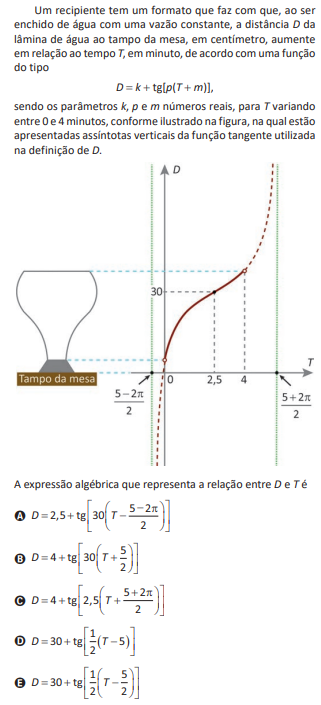 Um recipiente tem um formato que faz com que, ao ser
enchido de água com uma vazão constante, a distância D da
lâmina de água ao tampo da mesa, em centímetro, aumente
em relação ao tempo T, em minuto, de acordo com uma função
do tipo
D = k + tg[p(T + m)],
sendo os parâmetros k, p e m números reais, para T variando
entre 0 e 4 minutos, conforme ilustrado na figura, na qual estão
apresentadas assíntotas verticais da função tangente utilizada
na definição de D.
D
30
T
Tampo da mesa
0 2,5 4
5 − 2π
2
5 + 2π
2
A expressão algébrica que representa a relação entre D e T é
A D = 2,5 + tg[30(T − (5 − 2π)/2)]
B D = 4 + tg[30(T + 5/2)]
C D = 4 + tg[2,5(T + (5 + 2π)/2)]
D D = 30 + tg[1/2(T − 5)]
E D = 30 + tg[1/2(T − 5/2)]